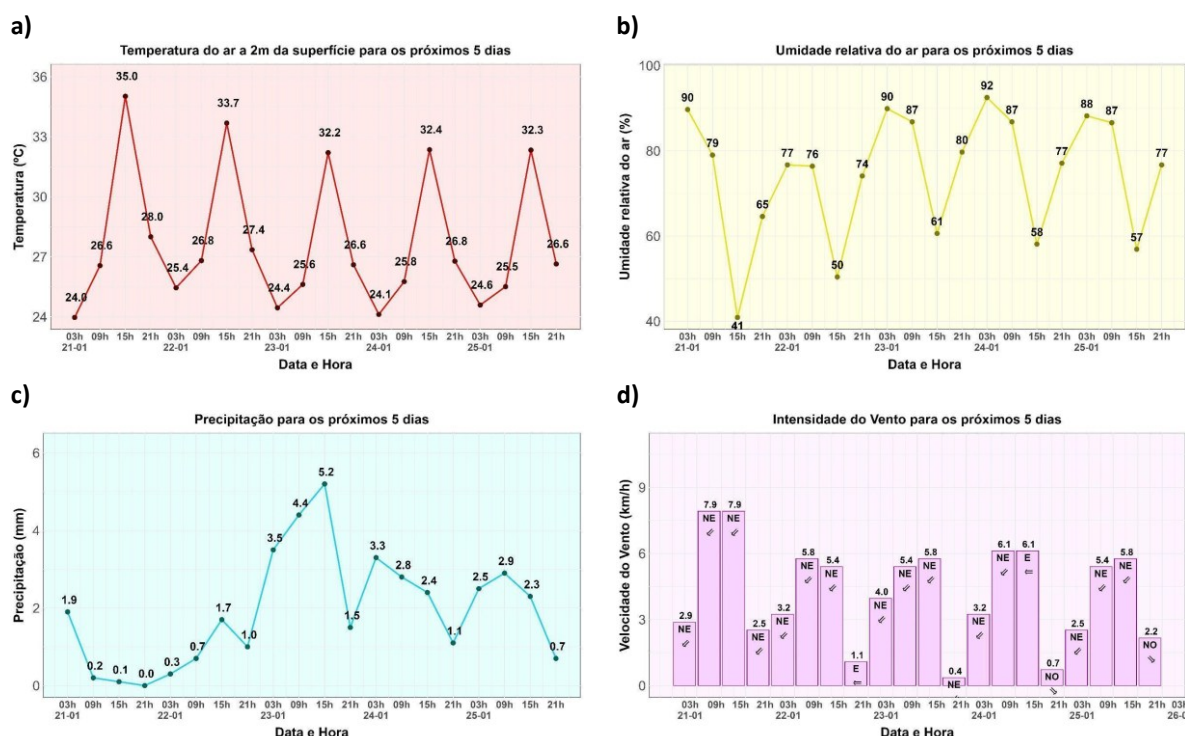 a)
Temperatura do ar a 2m da superfície para os próximos 5 dias
36
33
30
27
24
Temperatura (ºC)
24.0
26.6
35.0
28.0
25.4
26.8
33.7
27.4
24.4
25.6
32.2
26.6
24.1
25.8
32.4
26.8
24.6
25.5
32.3
26.6
03h 09h 15h 21h 03h 09h 15h 21h 03h 09h 15h 21h 03h 09h 15h 21h 03h 09h 15h 21h
21-01 22-01 23-01 24-01 25-01
Data e Hora
b)
Umidade relativa do ar para os próximos 5 dias
100
80
60
40
Umidade relativa do ar (%)
90
79
41
65
77
76
50
74
90
87
61
80
92
87
58
77
88
87
57
77
03h 09h 15h 21h 03h 09h 15h 21h 03h 09h 15h 21h 03h 09h 15h 21h 03h 09h 15h 21h
21-01 22-01 23-01 24-01 25-01
Data e Hora
c)
Precipitação para os próximos 5 dias
6
4
2
0
Precipitação (mm)
1.9
0.2
0.1
0.0
0.3
0.7
1.7
1.0
3.5
4.4
5.2
1.5
3.3
2.8
2.4
1.1
2.5
2.9
2.3
0.7
03h 09h 15h 21h 03h 09h 15h 21h 03h 09h 15h 21h 03h 09h 15h 21h 03h 09h 15h 21h
21-01 22-01 23-01 24-01 25-01
Data e Hora
d)
Intensidade do Vento para os próximos 5 dias
9
6
3
0
Velocidade do Vento (km/h)
2.9
NE
7.9
NE
7.9
NE
2.5
NE
3.2
NE
5.8
NE
5.4
NE
1.1
E
4.0
NE
5.4
NE
5.8
NE
0.4
NE
3.2
NE
6.1
NE
6.1
E
0.7
NO
2.5
NE
5.4
NE
5.8
NE
2.2
NO
03h 09h 15h 21h 03h 09h 15h 21h 03h 09h 15h 21h 03h 09h 15h 21h 03h 09h 15h 21h 03h
21-01 22-01 23-01 24-01 25-01 26-0
Data e Hora